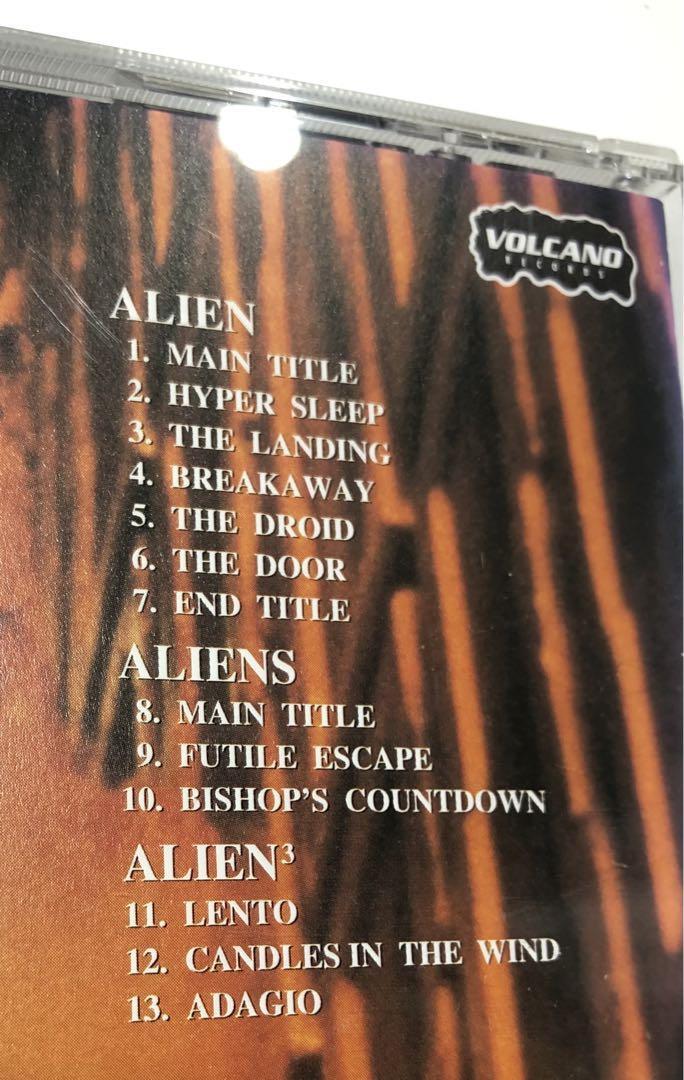 VOLCANO
RECORDS
ALIEN
1. MAIN TITLE
2. HYPER SLEEP
3. THE LANDING
4. BREAKAWAY
5. THE DROID
6. THE DOOR
7. END TITLE
ALIENS
8. MAIN TITLE
9. FUTILE ESCAPE
10. BISHOP'S COUNTDOWN
ALIEN³
11. LENTO
12. CANDLES IN THE WIND
13. ADAGIO